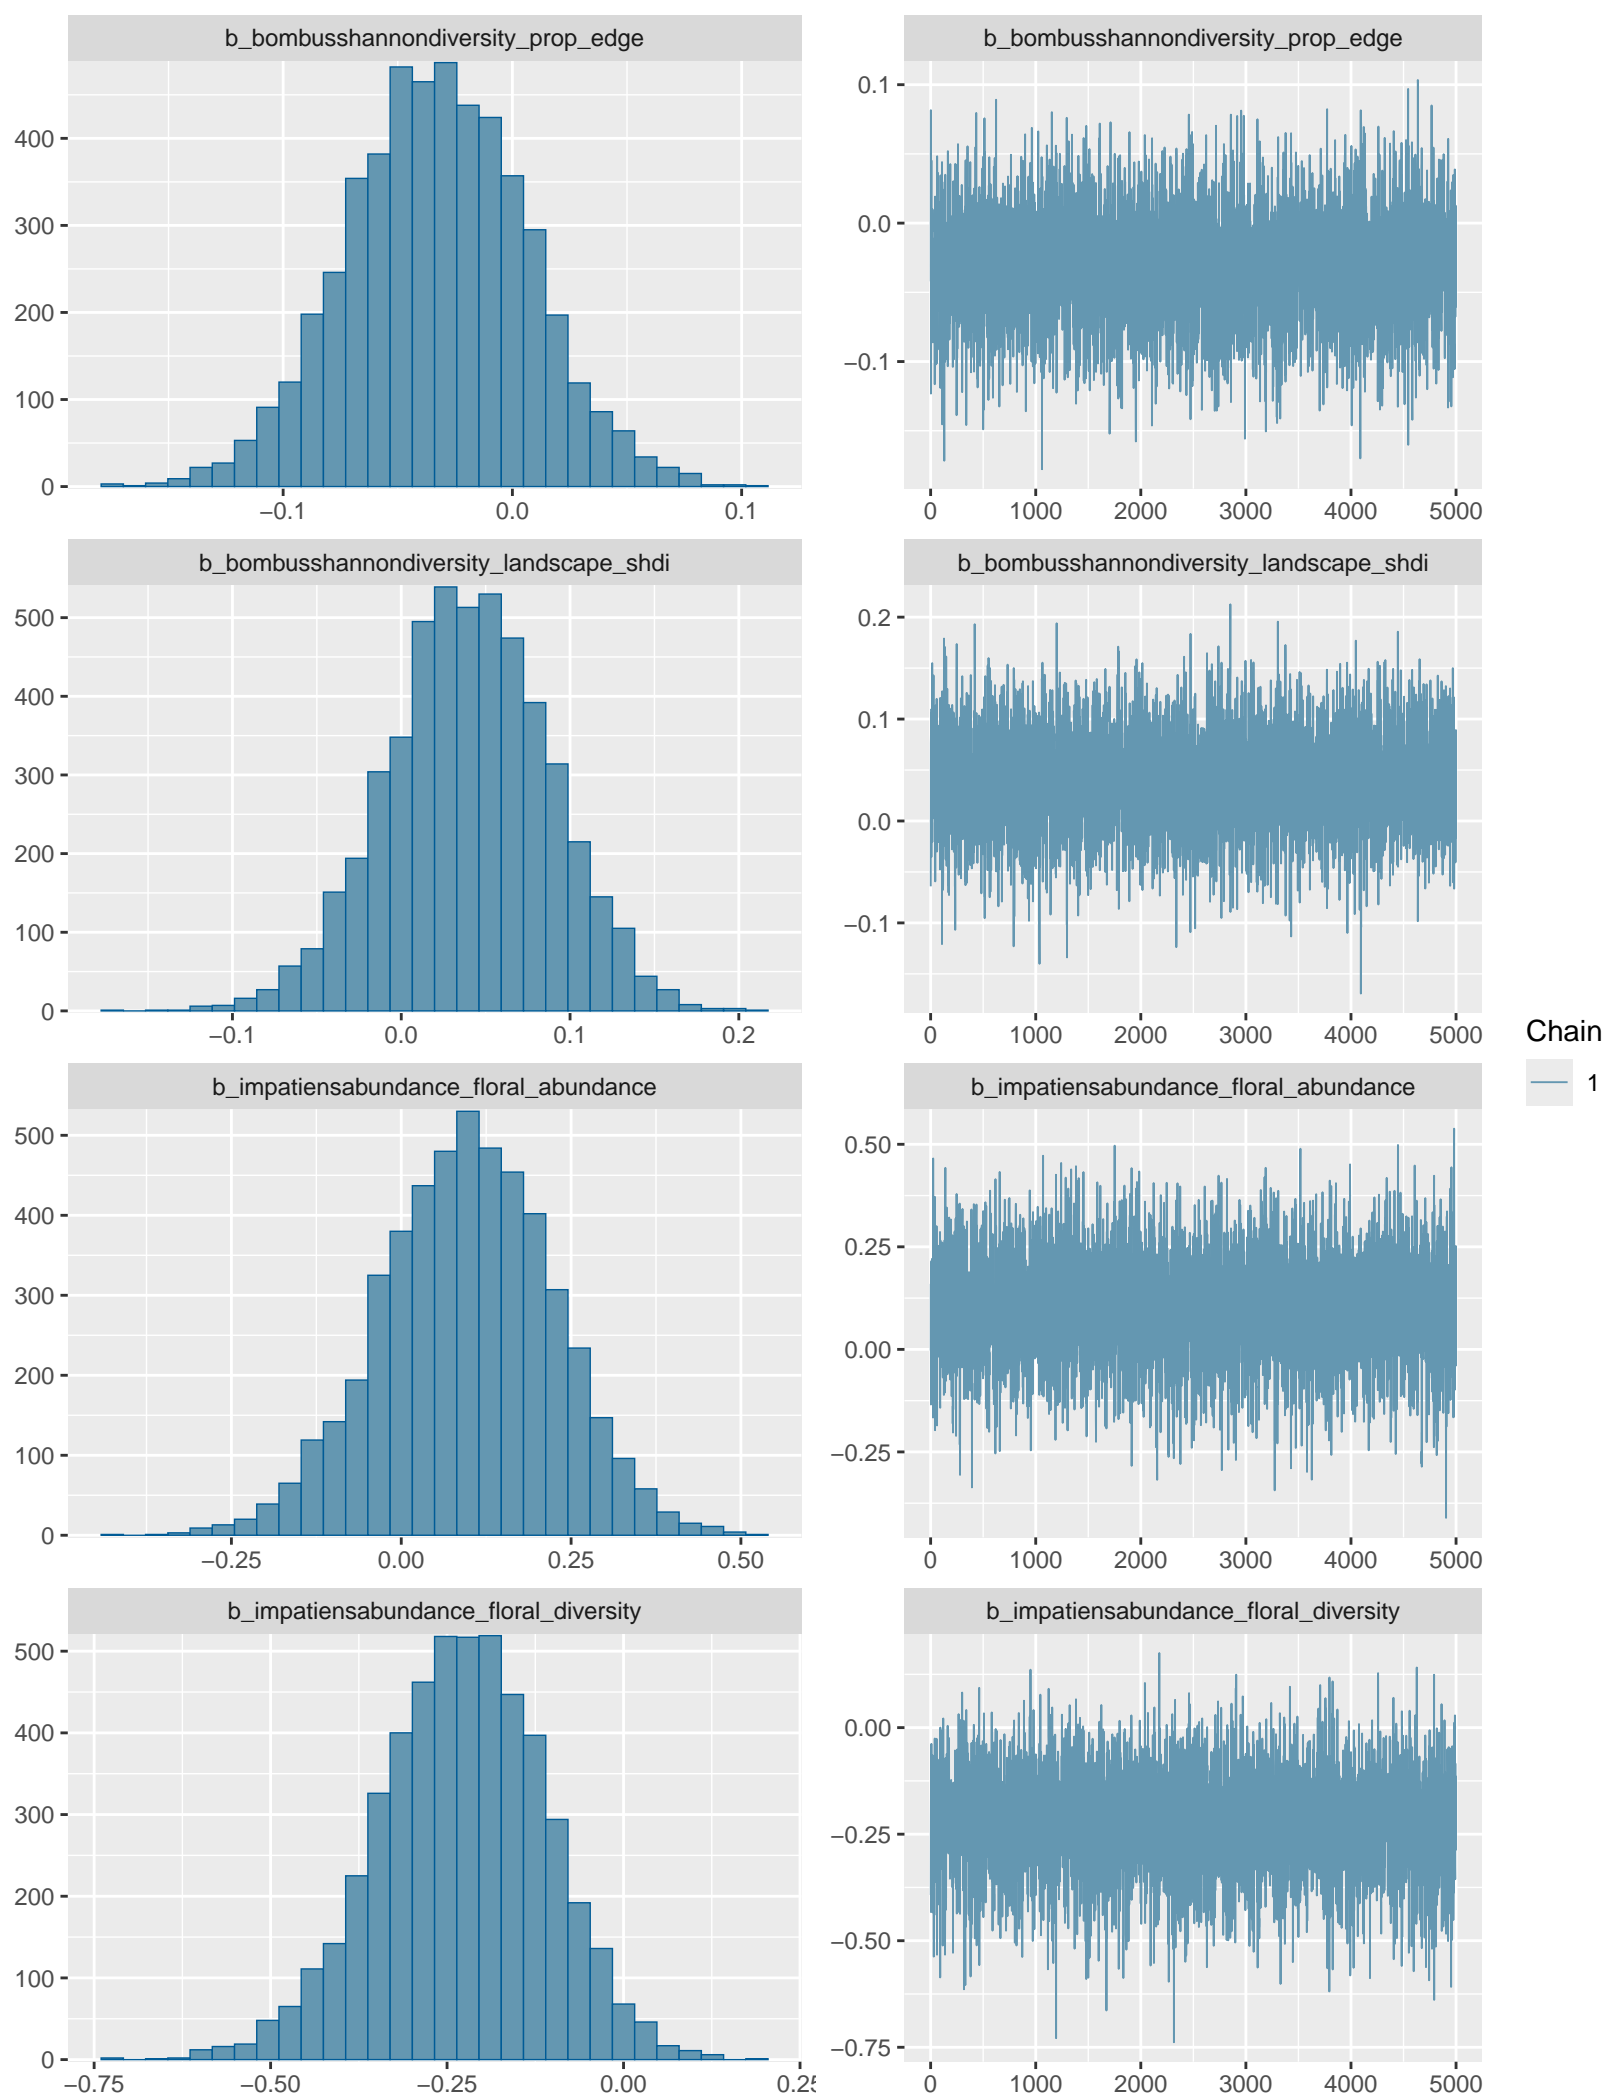 b_bombusshannondiversity_prop_edge
400
300
200
100
0
−0.1 0.0 0.1
b_bombusshannondiversity_prop_edge
0.1
0.0
−0.1
0 1000 2000 3000 4000 5000
b_bombusshannondiversity_landscape_shdi
500
400
300
200
100
0
−0.1 0.0 0.1 0.2
b_bombusshannondiversity_landscape_shdi
0.2
0.1
0.0
−0.1
0 1000 2000 3000 4000 5000
b_impatiensabundance_floral_abundance
500
400
300
200
100
0
−0.25 0.00 0.25 0.50
b_impatiensabundance_floral_abundance
0.50
0.25
0.00
−0.25
0 1000 2000 3000 4000 5000
b_impatiensabundance_floral_diversity
500
400
300
200
100
0
−0.75 −0.50 −0.25 0.00
b_impatiensabundance_floral_diversity
0.00
−0.25
−0.50
−0.75
0 1000 2000 3000 4000 5000
Chain
1